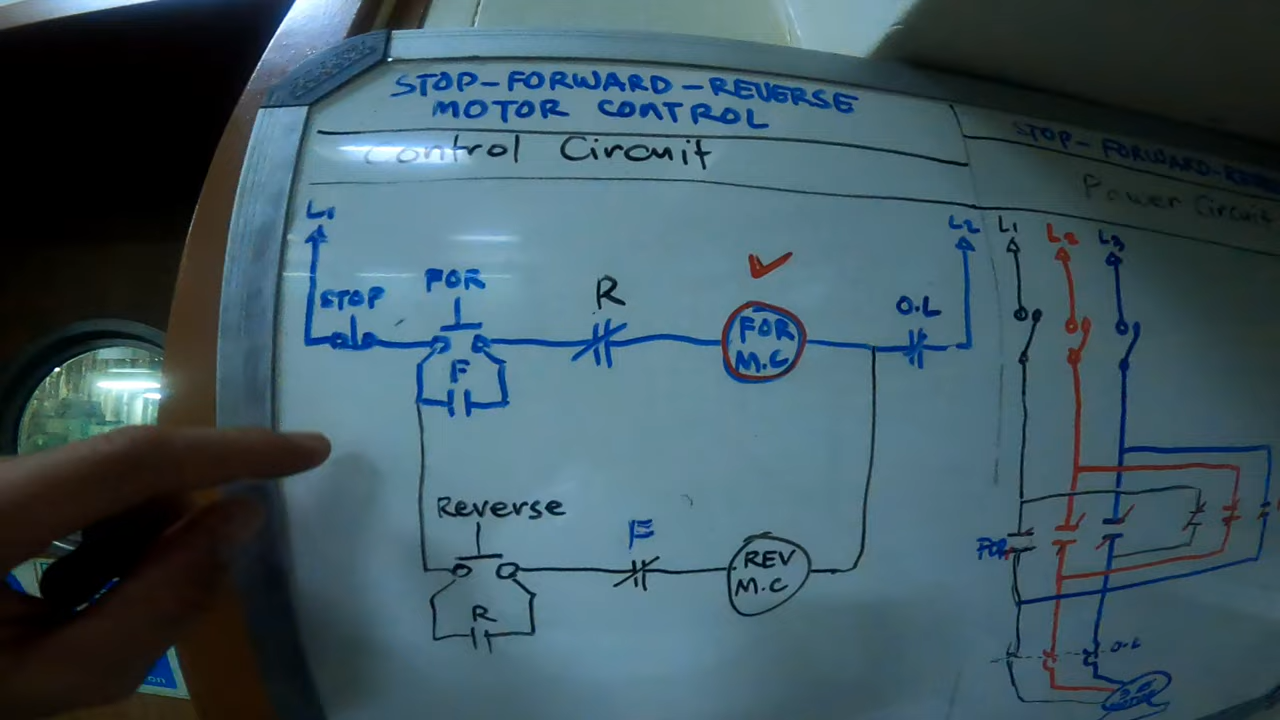 STOP-FORWARD-REVERSE
MOTOR CONTROL
Control Circuit
L1
STOP
FOR
F
R
FOR
M.C
O.L
L2
Reverse
R
F
REV
M.C
STOP-FORWARD-
Power Circuit
L1
L2
L3
FOR
O.L